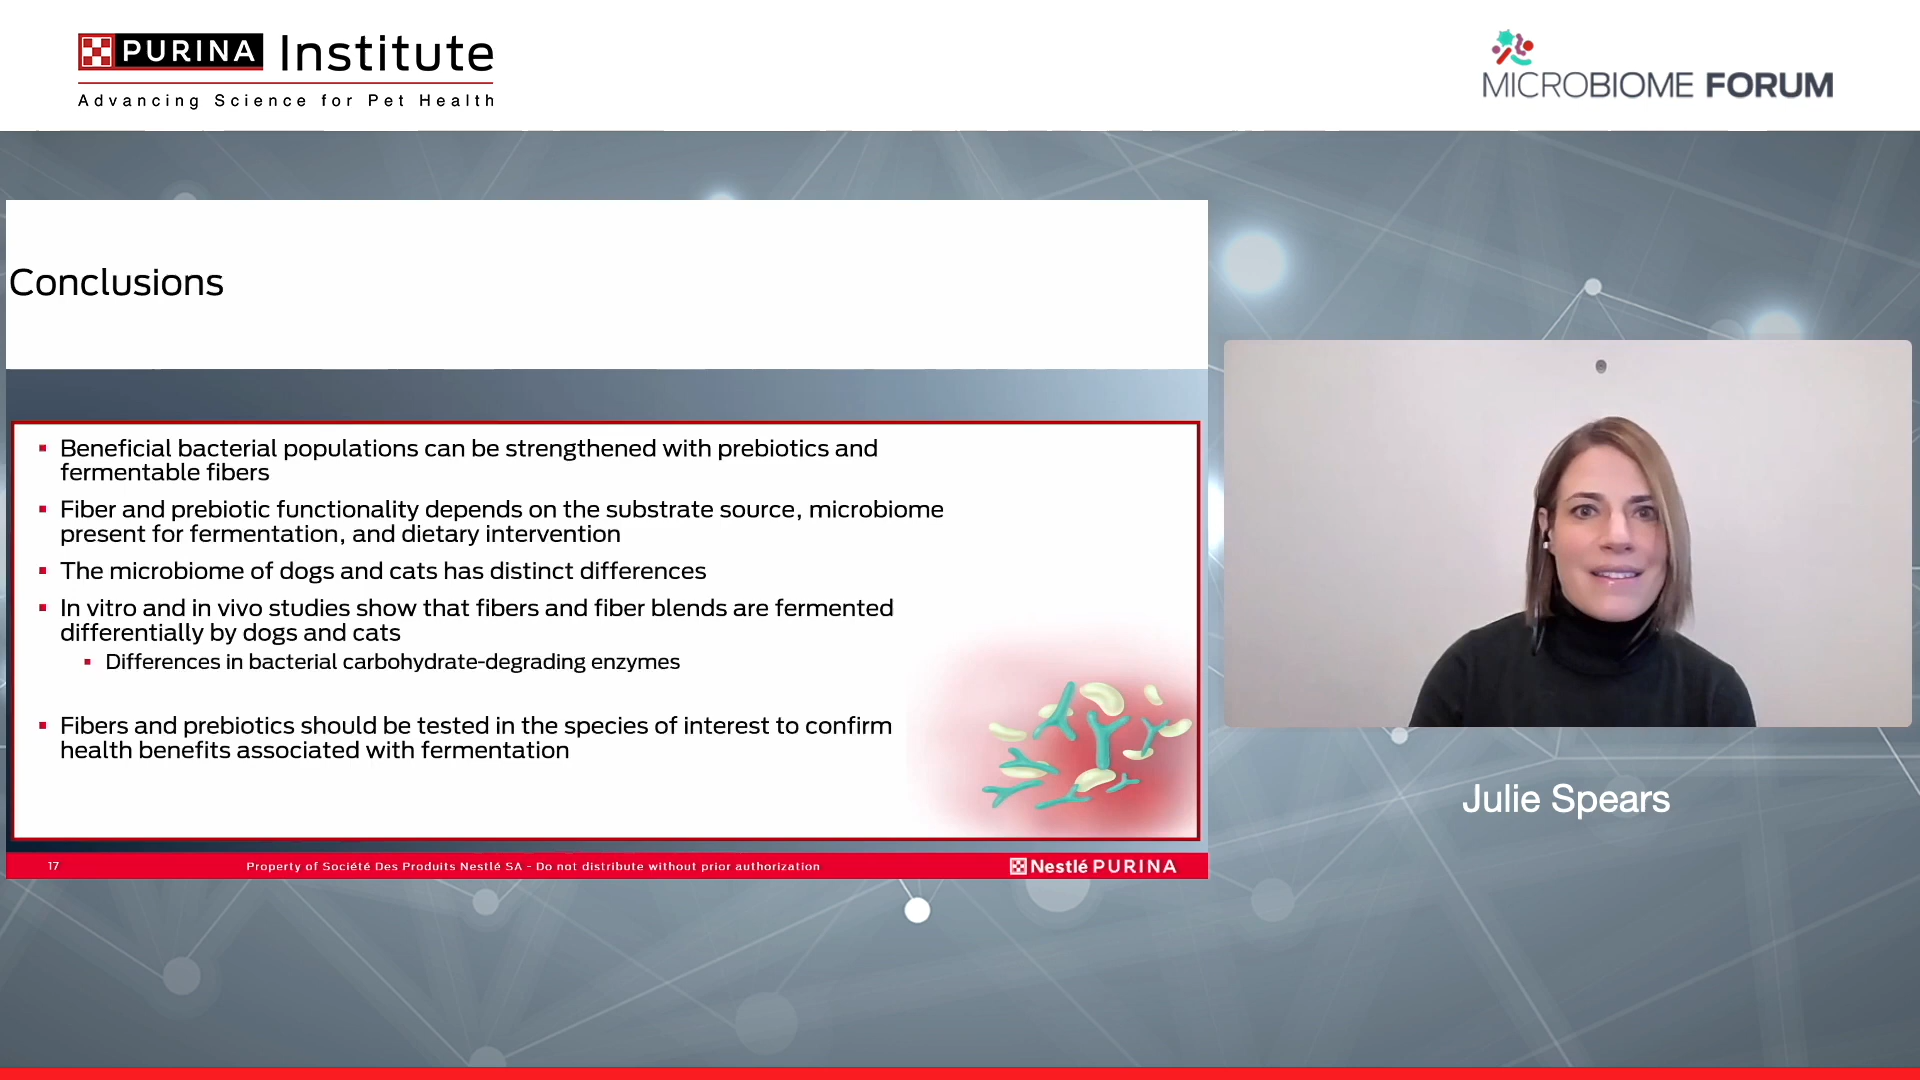 PURINA Institute
Advancing Science for Pet Health
MICROBIOME FORUM
Conclusions
Beneficial bacterial populations can be strengthened with prebiotics and
fermentable fibers
Fiber and prebiotic functionality depends on the substrate source, microbiome
present for fermentation, and dietary intervention
The microbiome of dogs and cats has distinct differences
In vitro and in vivo studies show that fibers and fiber blends are fermented
differentially by dogs and cats
Differences in bacterial carbohydrate-degrading enzymes
Fibers and prebiotics should be tested in the species of interest to confirm
health benefits associated with fermentation
17
Property of Société Des Produits Nestlé SA - Do not distribute without prior authorization
Nestlé PURINA
Julie Spears